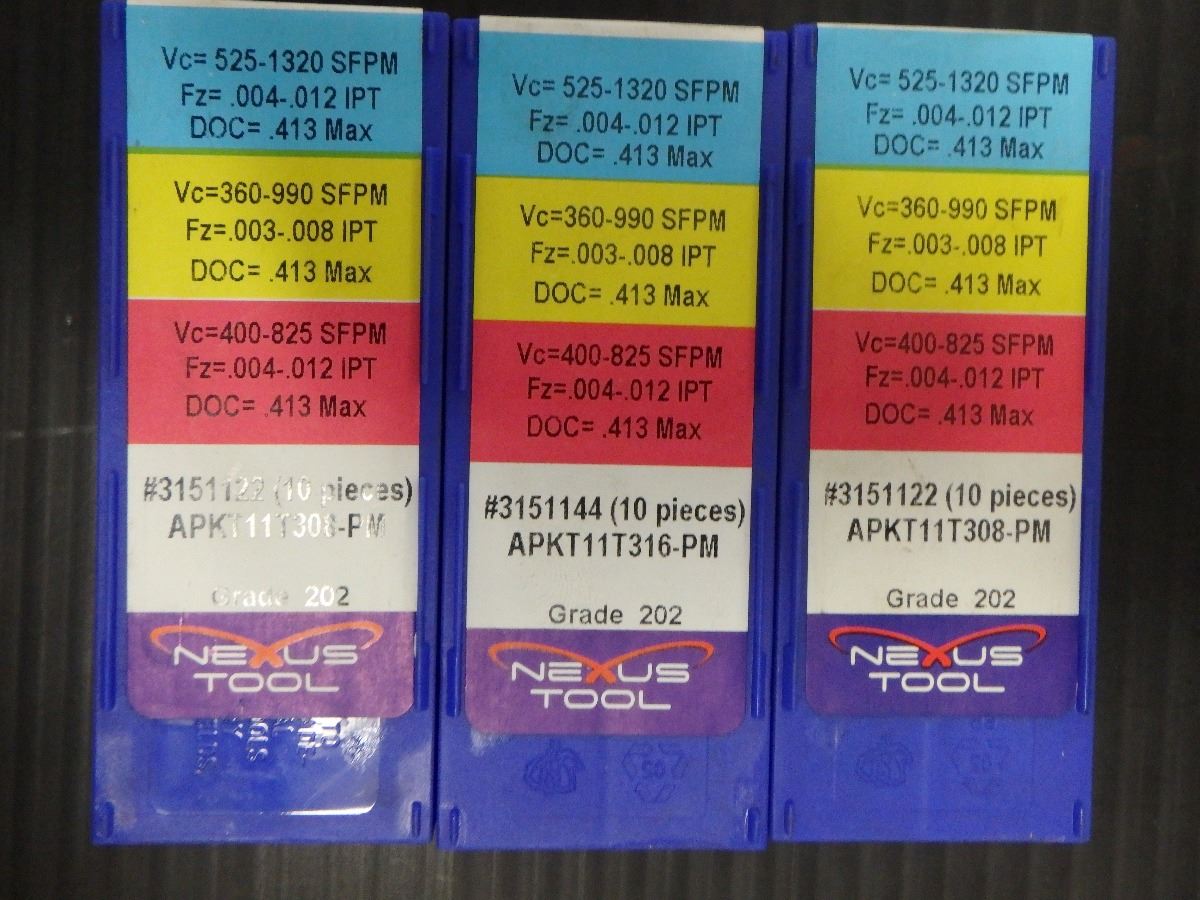 Vc= 525-1320 SFPM
Fz= .004-.012 IPT
DOC= .413 Max
Vc=360-990 SFPM
Fz=.003-.008 IPT
DOC= .413 Max
Vc=400-825 SFPM
Fz=.004-.012 IPT
DOC= .413 Max
#3151122 (10 pieces)
APKT11T308-PM
Grade 202
NEXUS
TOOL
Vc= 525-1320 SFPM
Fz= .004-.012 IPT
DOC= .413 Max
Vc=360-990 SFPM
Fz=.003-.008 IPT
DOC= .413 Max
Vc=400-825 SFPM
Fz=.004-.012 IPT
DOC= .413 Max
#3151144 (10 pieces)
APKT11T316-PM
Grade 202
NEXUS
TOOL
Vc= 525-1320 SFPM
Fz= .004-.012 IPT
DOC= .413 Max
Vc=360-990 SFPM
Fz=.003-.008 IPT
DOC= .413 Max
Vc=400-825 SFPM
Fz=.004-.012 IPT
DOC= .413 Max
#3151122 (10 pieces)
APKT11T308-PM
Grade 202
NEXUS
TOOL